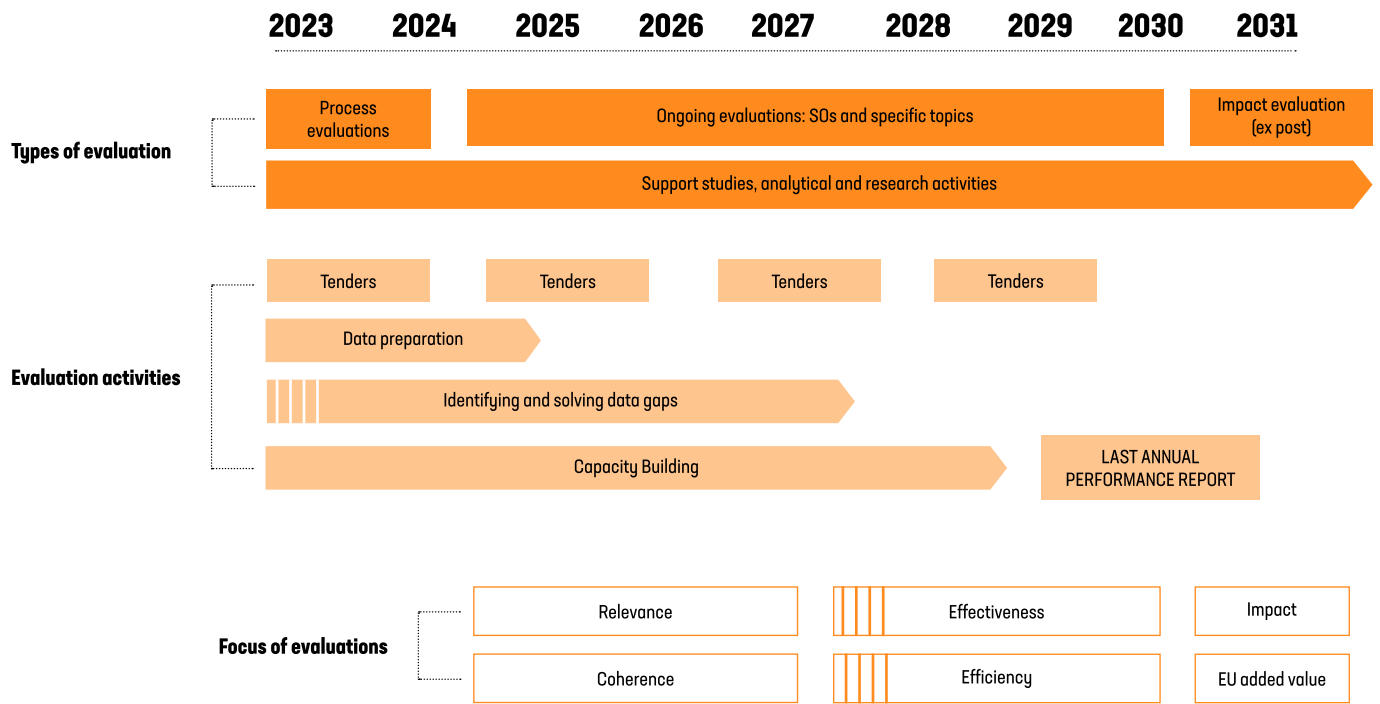 2023 2024 2025 2026 2027 2028 2029 2030 2031
Types of evaluation
Process
evaluations
Ongoing evaluations: SOs and specific topics
Impact evaluation
(ex post)
Support studies, analytical and research activities
Evaluation activities
Tenders Tenders Tenders Tenders
Data preparation
Identifying and solving data gaps
Capacity Building
LAST ANNUAL
PERFORMANCE REPORT
Focus of evaluations
Relevance Effectiveness Impact
Coherence Efficiency EU added value